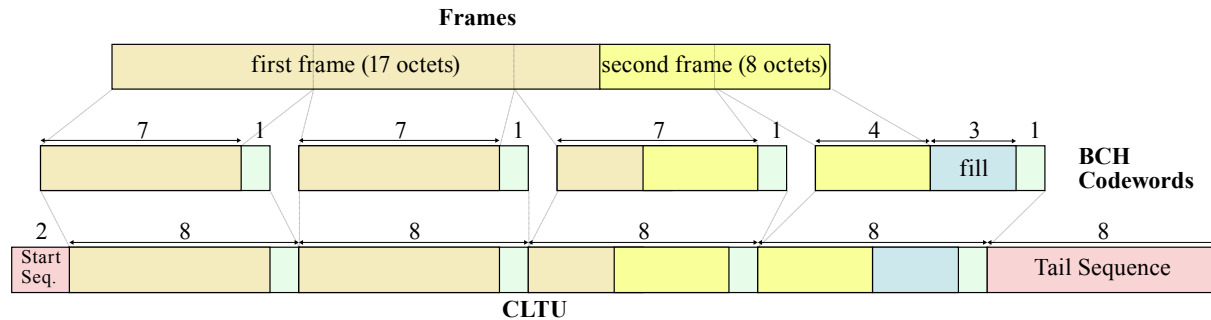 Frames
first frame (17 octets) second frame (8 octets)
7 1 7 1 7 1 4 3 1
fill
BCH
Codewords
2 8 8 8 8 8
Start
Seq.
Tail Sequence
CLTU